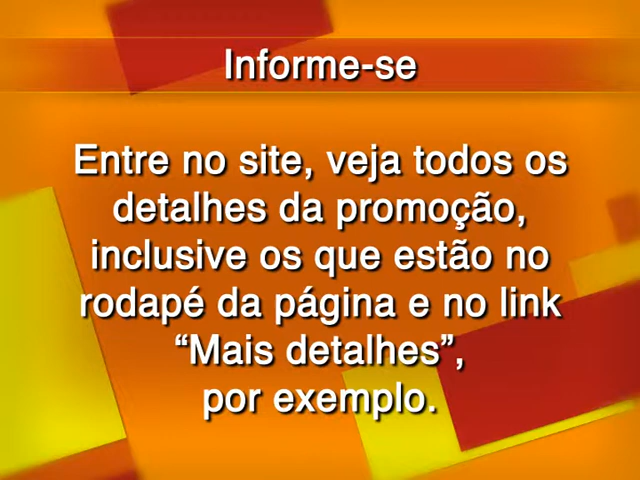 Informe-se
Entre no site, veja todos os
detalhes da promoção,
inclusive os que estão no
rodapé da página e no link
“Mais detalhes”,
por exemplo.